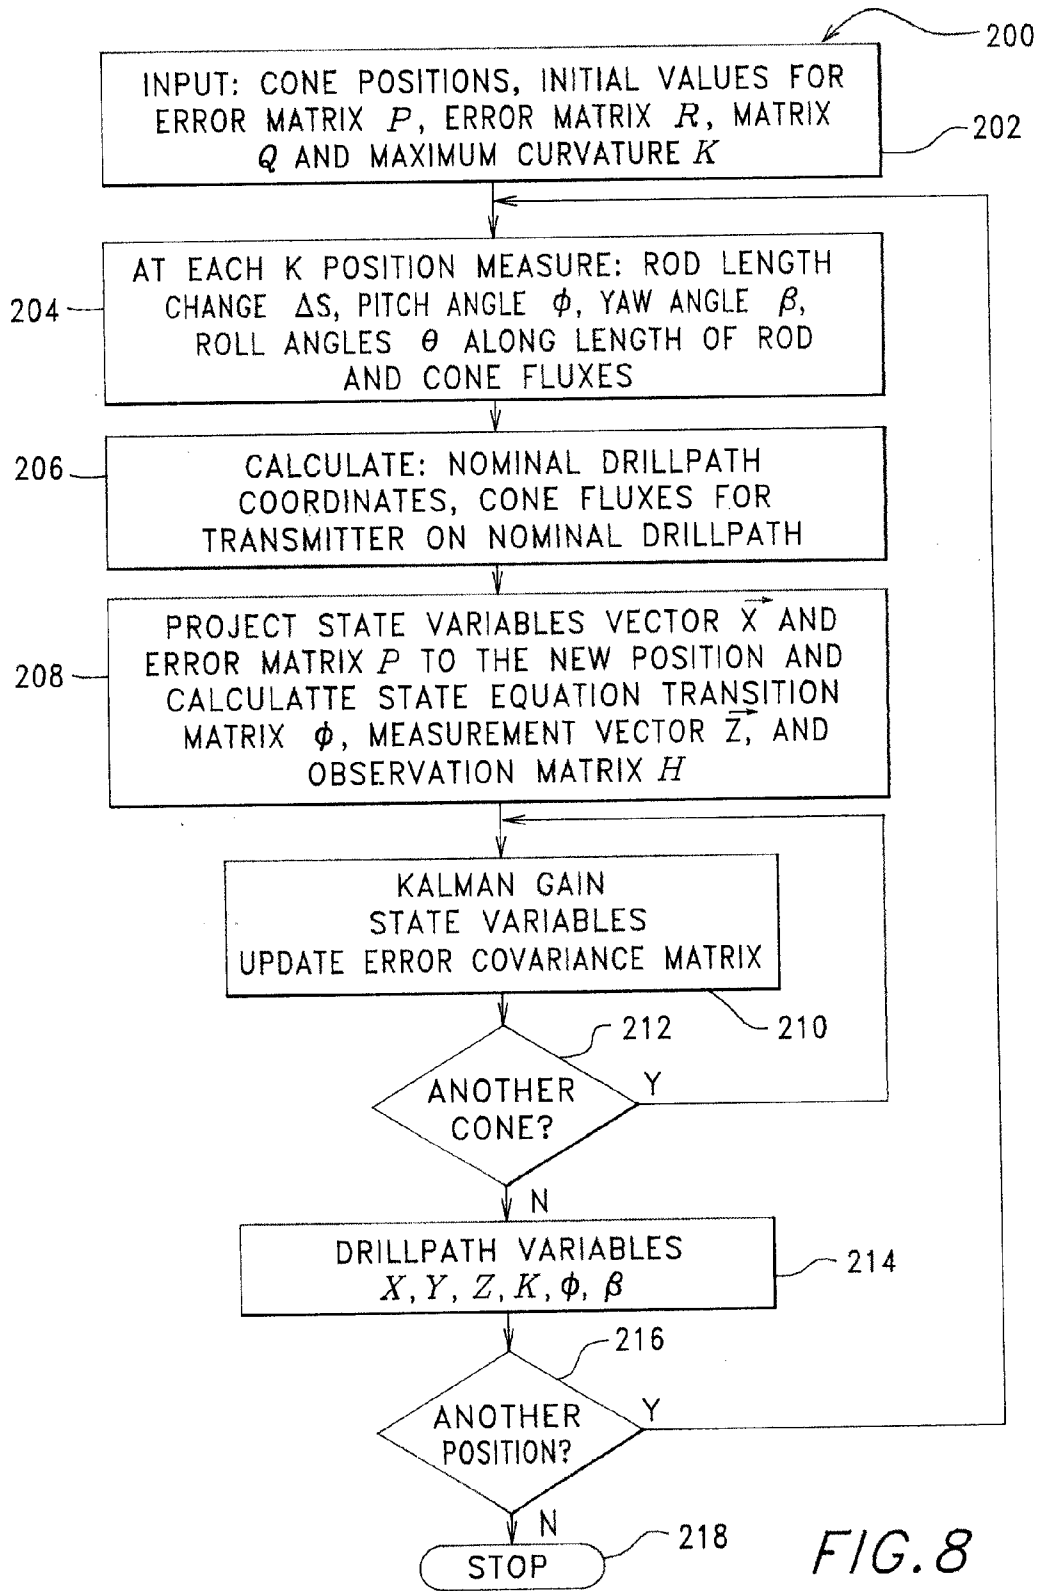 200
INPUT: CONE POSITIONS, INITIAL VALUES FOR
ERROR MATRIX P, ERROR MATRIX R, MATRIX
Q AND MAXIMUM CURVATURE K
202
AT EACH K POSITION MEASURE: ROD LENGTH
CHANGE ΔS, PITCH ANGLE ϕ, YAW ANGLE β,
ROLL ANGLES θ ALONG LENGTH OF ROD
AND CONE FLUXES
204
CALCULATE: NOMINAL DRILLPATH
COORDINATES, CONE FLUXES FOR
TRANSMITTER ON NOMINAL DRILLPATH
206
PROJECT STATE VARIABLES VECTOR X⃗ AND
ERROR MATRIX P TO THE NEW POSITION AND
CALCULATTE STATE EQUATION TRANSITION
MATRIX ϕ, MEASUREMENT VECTOR Z⃗, AND
OBSERVATION MATRIX H
208
KALMAN GAIN
STATE VARIABLES
UPDATE ERROR COVARIANCE MATRIX
210
212
ANOTHER
CONE?
Y
N
DRILLPATH VARIABLES
X, Y, Z, K, ϕ, β
214
216
ANOTHER
POSITION?
Y
N
STOP
218
FIG. 8